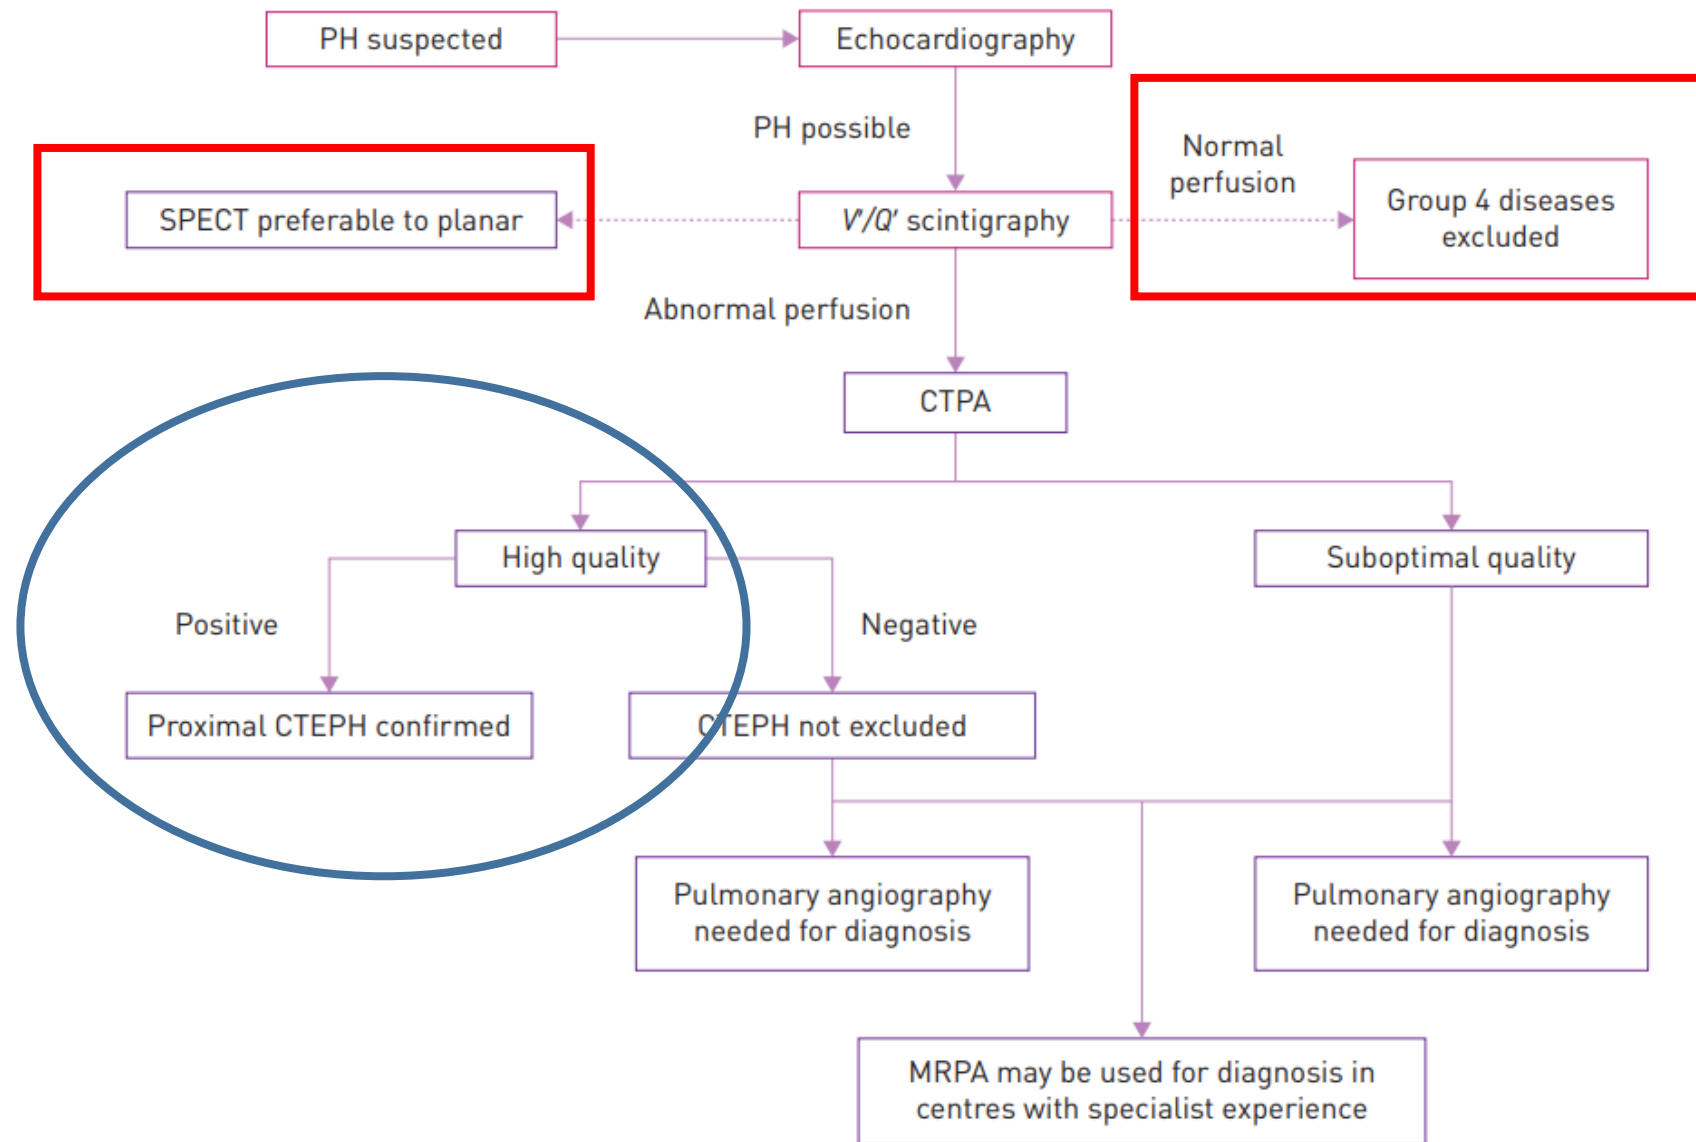 PH suspected
Echocardiography
PH possible
Normal
perfusion
SPECT preferable to planar
V′/Q′ scintigraphy
Group 4 diseases
excluded
Abnormal perfusion
CTPA
High quality
Suboptimal quality
Positive
Negative
Proximal CTEPH confirmed
CTEPH not excluded
Pulmonary angiography
needed for diagnosis
Pulmonary angiography
needed for diagnosis
MRPA may be used for diagnosis in
centres with specialist experience